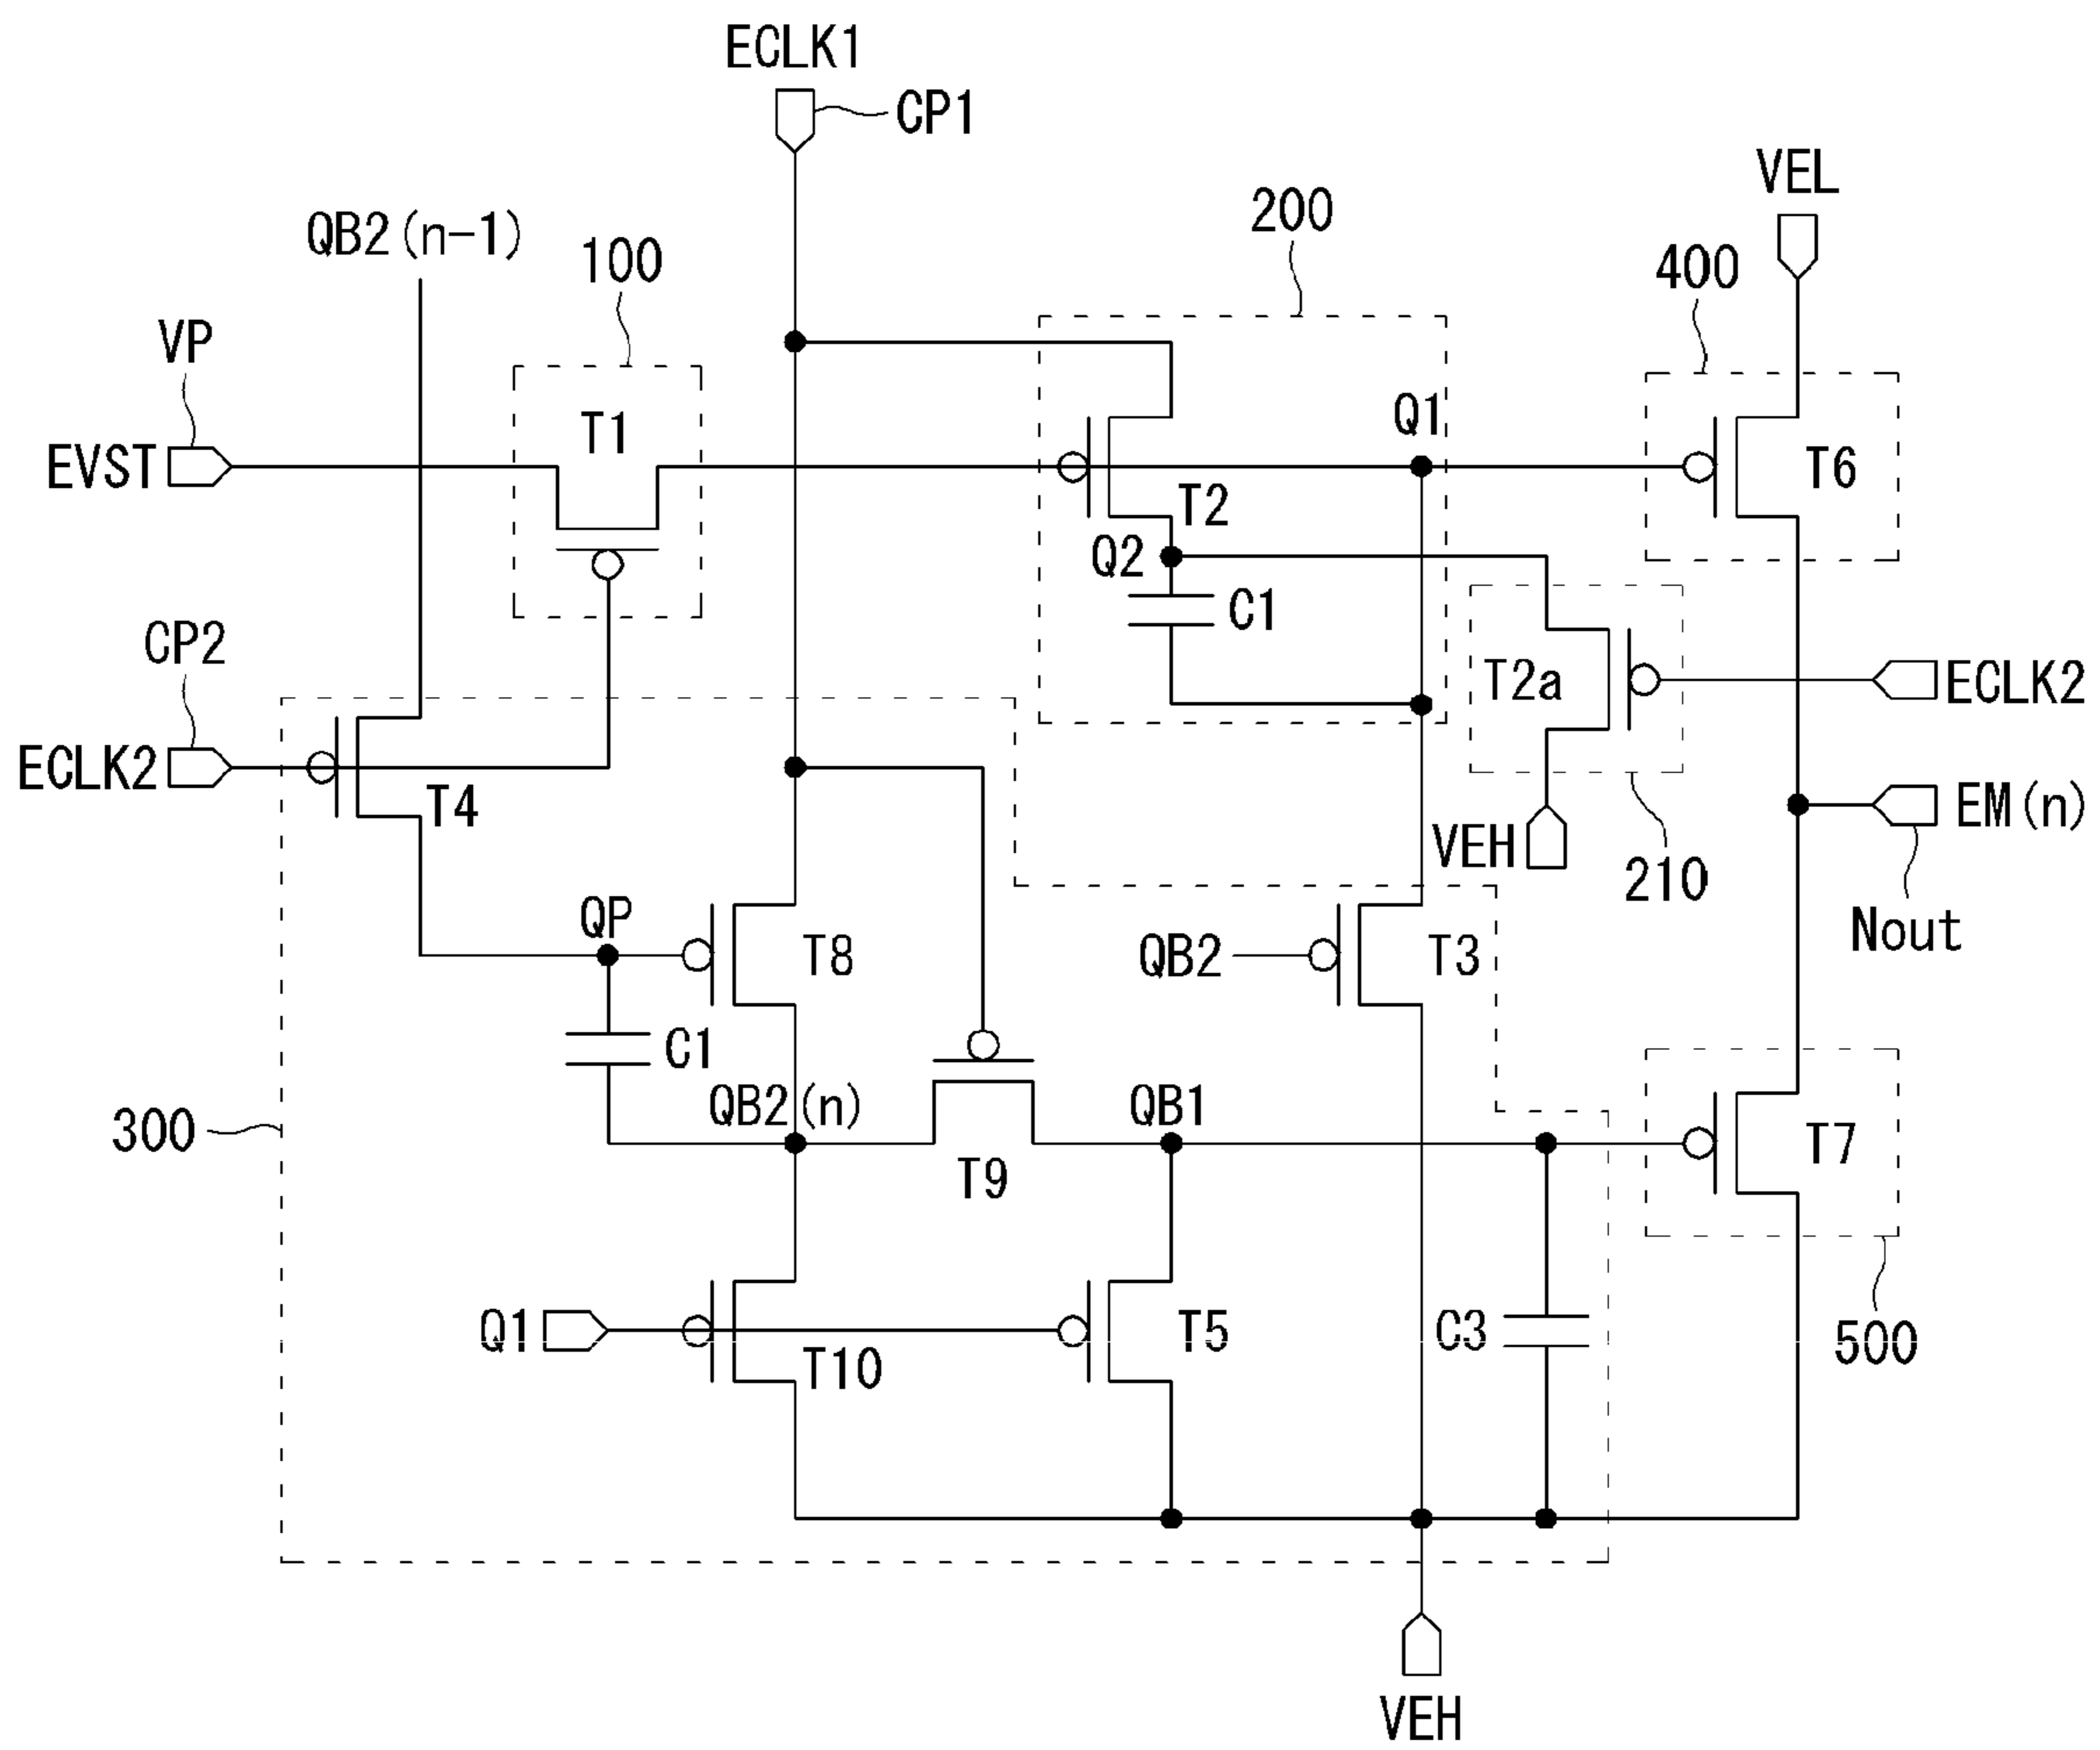 ECLK1
CP1
VEL
200
QB2(n-1)
100
400
VP
T1
Q1
EVST
T6
T2
Q2
C1
CP2
T2a
ECLK2
ECLK2
T4
EM(n)
VEH
210
QP
Nout
T8
QB2
T3
C1
QB2(n)
QB1
300
T9
T7
Q1
T5
C3
500
T10
VEH